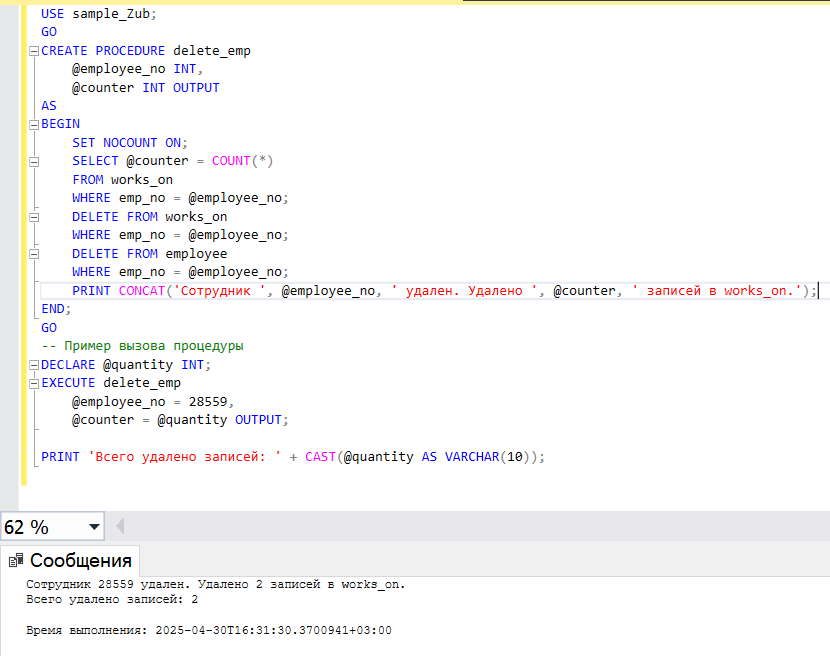 USE sample_Zub;
GO
CREATE PROCEDURE delete_emp
    @employee_no INT,
    @counter INT OUTPUT
AS
BEGIN
    SET NOCOUNT ON;
    SELECT @counter = COUNT(*)
    FROM works_on
    WHERE emp_no = @employee_no;
    DELETE FROM works_on
    WHERE emp_no = @employee_no;
    DELETE FROM employee
    WHERE emp_no = @employee_no;
    PRINT CONCAT('Сотрудник ', @employee_no, ' удален. Удалено ', @counter, ' записей в works_on.');
END;
GO
-- Пример вызова процедуры
DECLARE @quantity INT;
EXECUTE delete_emp
    @employee_no = 28559,
    @counter = @quantity OUTPUT;
PRINT 'Всего удалено записей: ' + CAST(@quantity AS VARCHAR(10));
62 %
Сообщения
Сотрудник 28559 удален. Удалено 2 записей в works_on.
Всего удалено записей: 2
Время выполнения: 2025-04-30T16:31:30.3700941+03:00